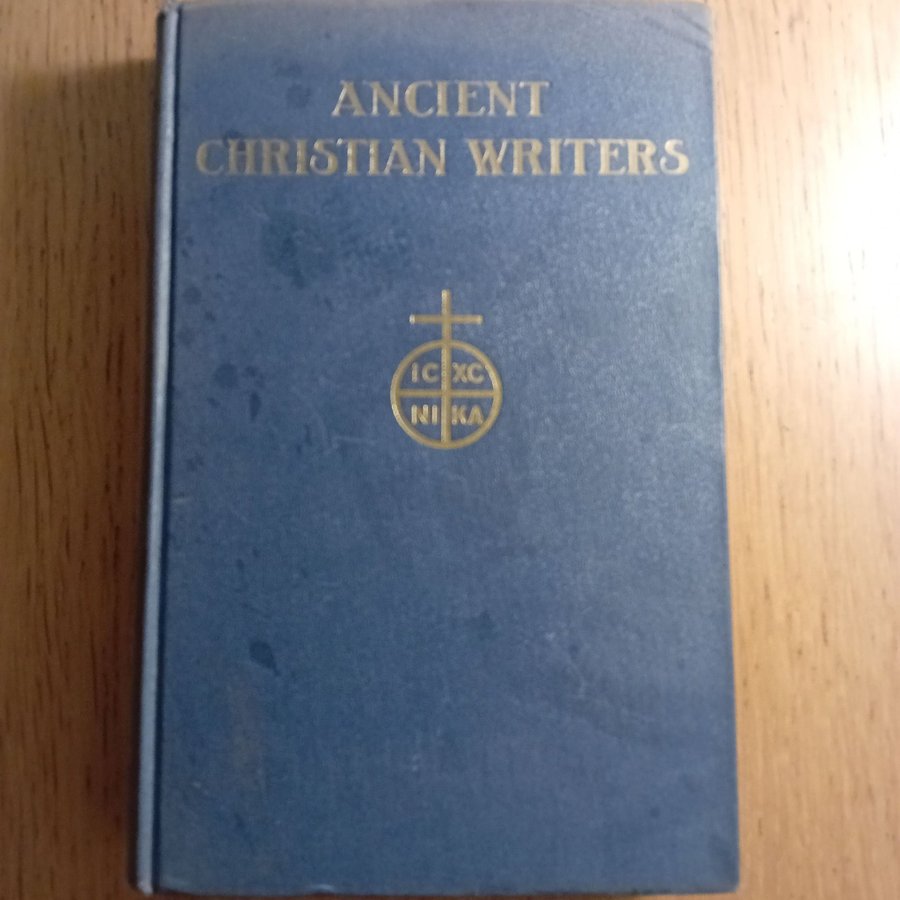 ANCIENT
CHRISTIAN WRITERS
IC XC
NI KA